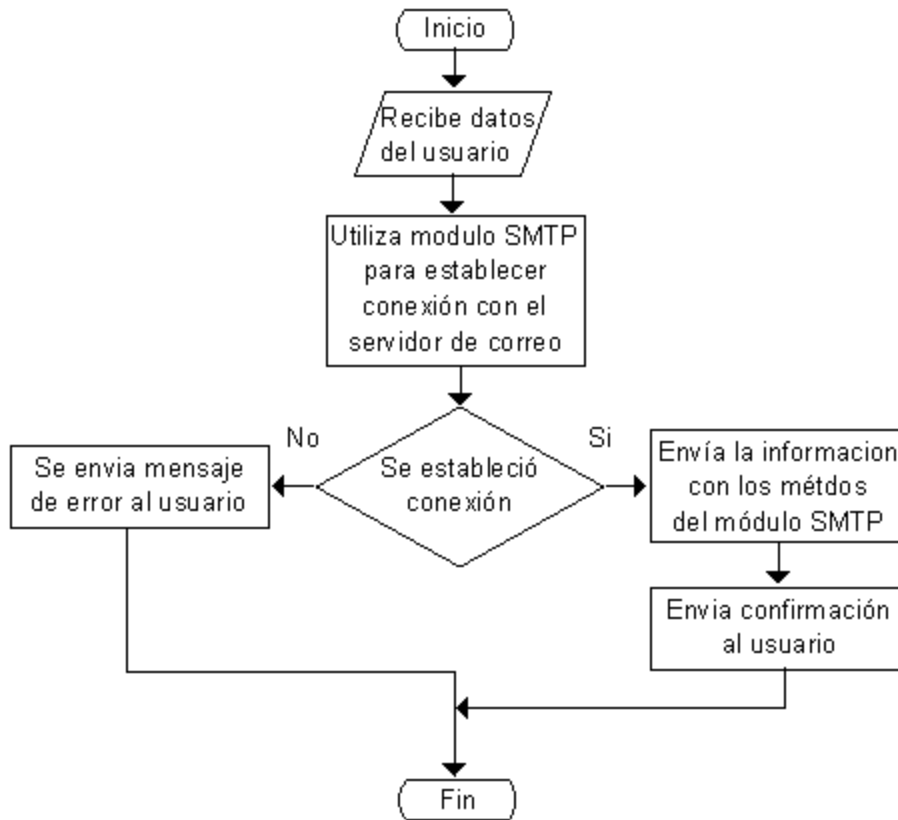 Inicio
Recibe datos
del usuario
Utiliza modulo SMTP
para establecer
conexión con el
servidor de correo
No
Si
Se envia mensaje
de error al usuario
Se estableció
conexión
Envía la informacion
con los métdos
del módulo SMTP
Envia confirmación
al usuario
Fin